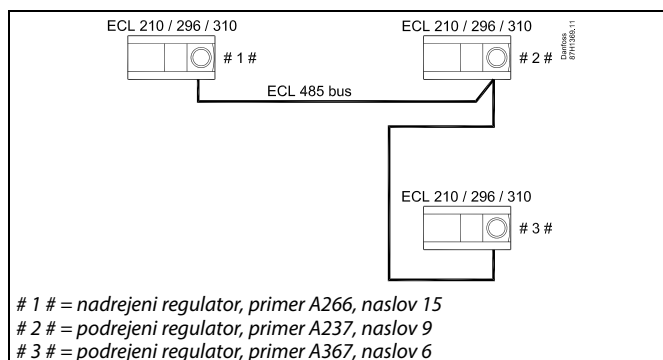 ECL 210 / 296 / 310
ECL 210 / 296 / 310
# 1 #
# 2 #
Danfoss
87H1369.11
ECL 485 bus
ECL 210 / 296 / 310
# 3 #
# 1 # = nadrejeni regulator, primer A266, naslov 15
# 2 # = podrejeni regulator, primer A237, naslov 9
# 3 # = podrejeni regulator, primer A367, naslov 6